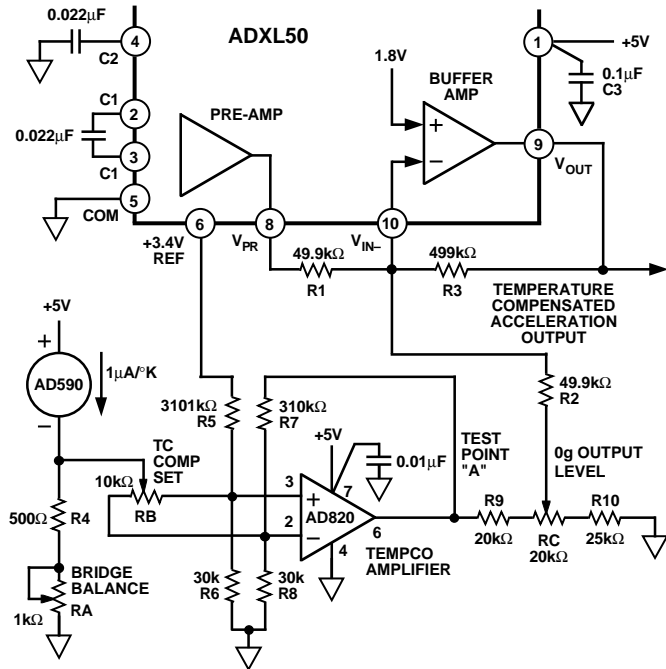 0.022µF
C2
4
ADXL50
1
+5V
0.1µF
C3
1.8V
BUFFER
AMP
+
−
C1
2
0.022µF
3
C1
PRE-AMP
9
VOUT
5
COM
6
8
10
+3.4V
REF
VPR
VIN–
49.9kΩ
R1
499kΩ
R3
TEMPERATURE
COMPENSATED
ACCELERATION
OUTPUT
+5V
+
AD590
1µA/°K
−
49.9kΩ
R2
3101kΩ
R5
310kΩ
R7
+5V
0.01µF
TEST
POINT
"A"
0g OUTPUT
LEVEL
TC
COMP
SET
10kΩ
RB
3
+
7
AD820
2
−
6
4
TEMPCO
AMPLIFIER
R9
20kΩ
RC
20kΩ
R10
25kΩ
500Ω
R4
BRIDGE
BALANCE
RA
1kΩ
30k
R6
30k
R8